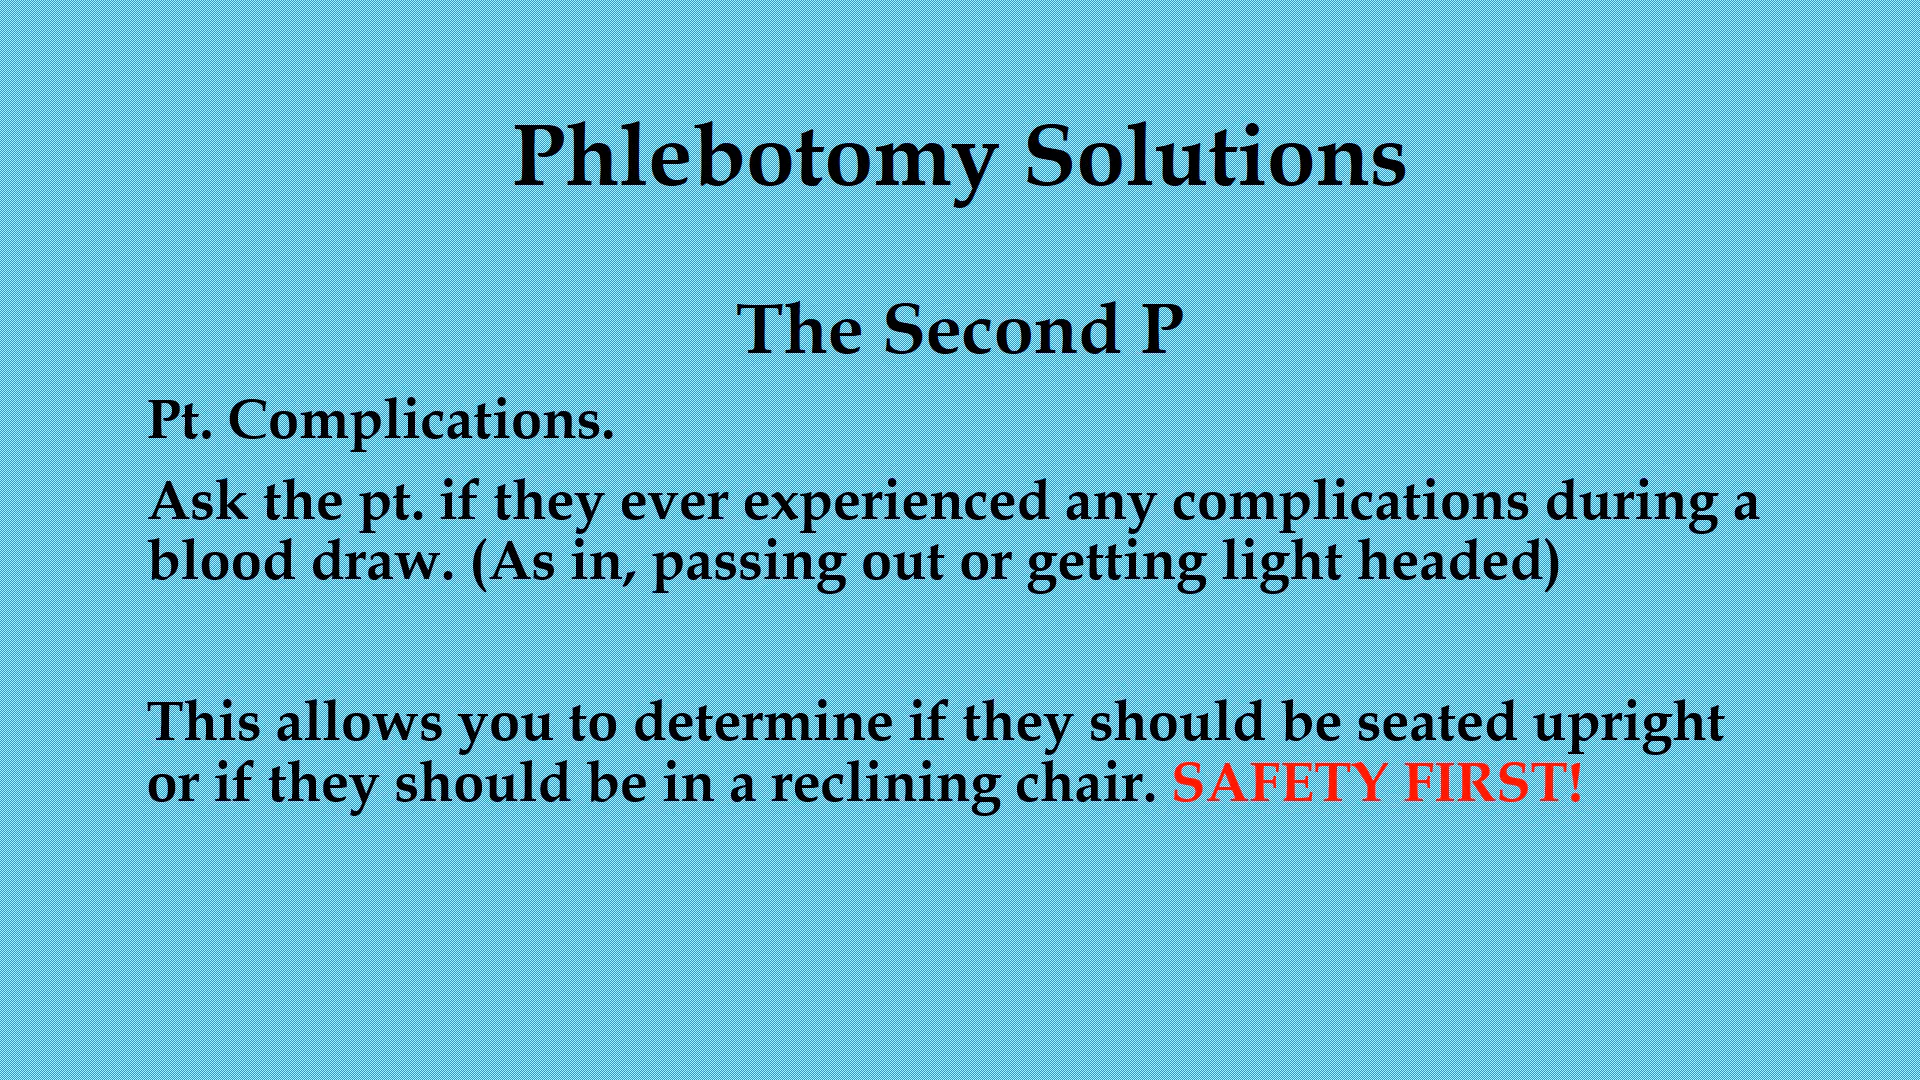 Phlebotomy Solutions
The Second P
Pt. Complications.
Ask the pt. if they ever experienced any complications during a
blood draw. (As in, passing out or getting light headed)
This allows you to determine if they should be seated upright
or if they should be in a reclining chair. SAFETY FIRST!